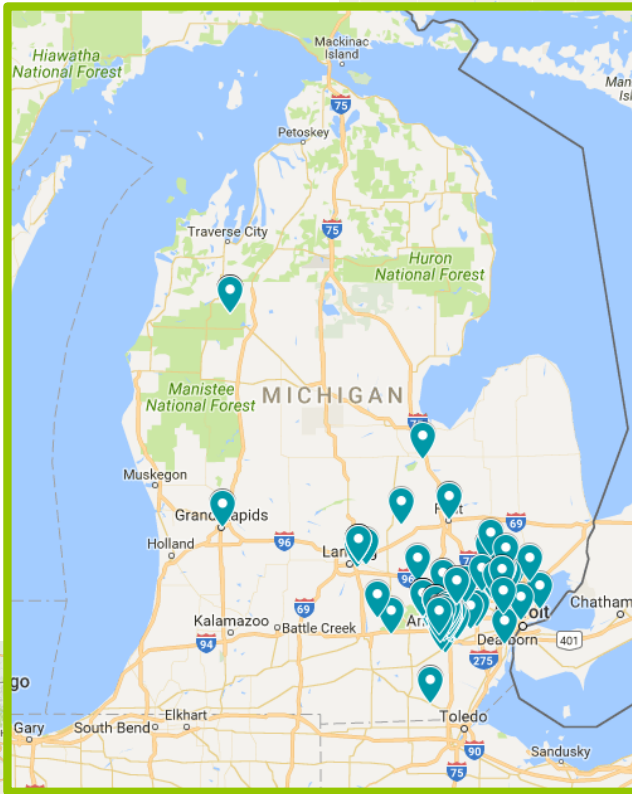 Mackinac
Island
Hiawatha
National Forest
75
Petoskey
Traverse City
75
Huron
National Forest
MICHIGAN
Manistee
National Forest
Muskegon
Grand Rapids
69
Holland
96
96
69
Kalamazoo
Battle Creek
94
Chatham
Dearborn
401
275
go
Elkhart
Toledo
Gary
South Bend
90
Sandusky
75